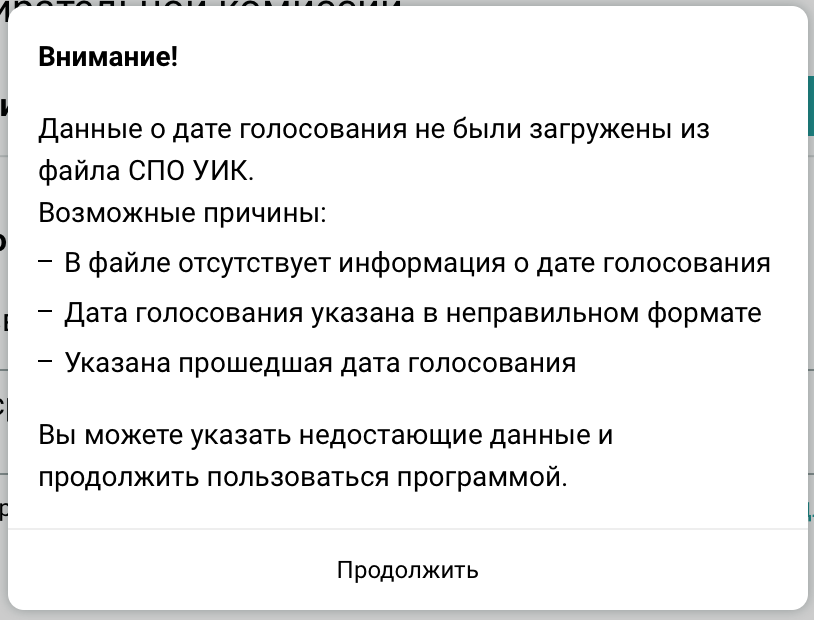 Внимание!
Данные о дате голосования не были загружены из
файла СПО УИК.
Возможные причины:
– В файле отсутствует информация о дате голосования
– Дата голосования указана в неправильном формате
– Указана прошедшая дата голосования
Вы можете указать недостающие данные и
продолжить пользоваться программой.
Продолжить